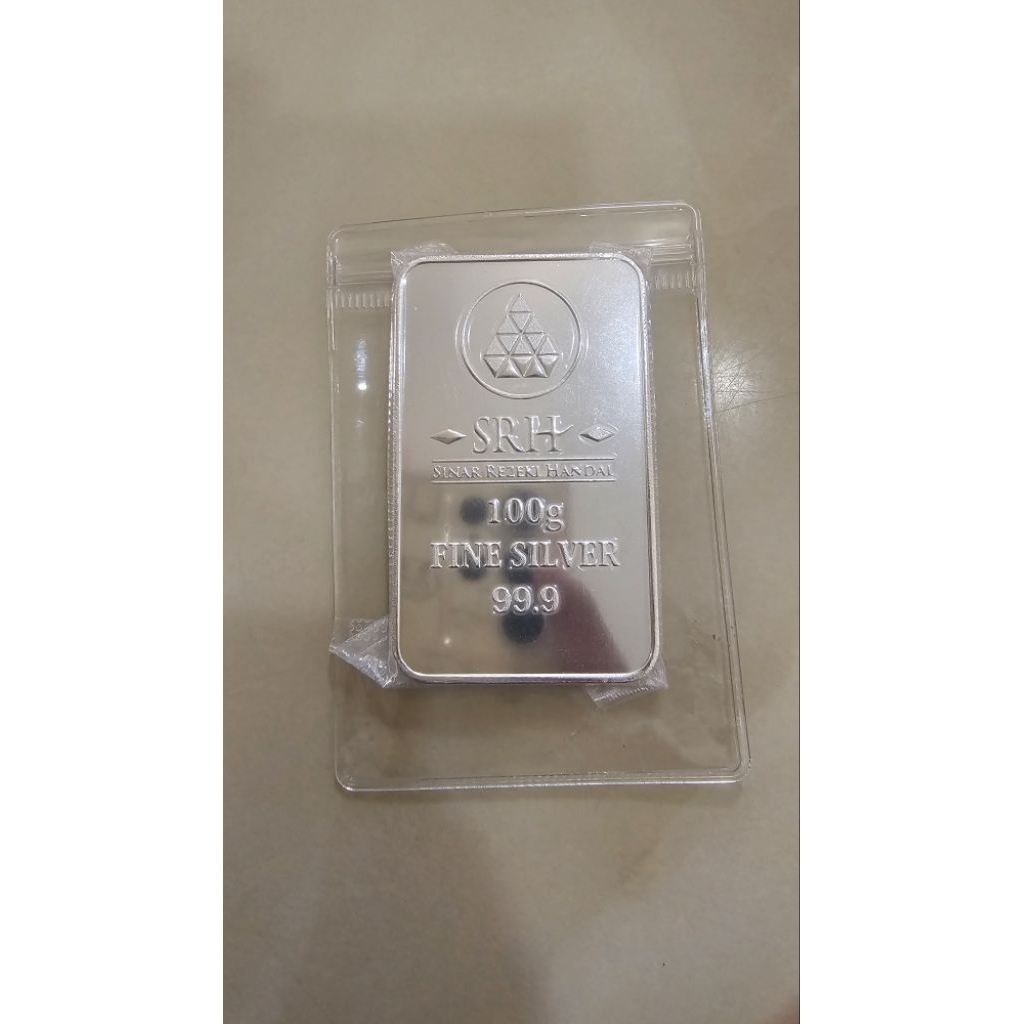 SRH
SINAR REZEKI HANDAL
100g
FINE SILVER
99.9